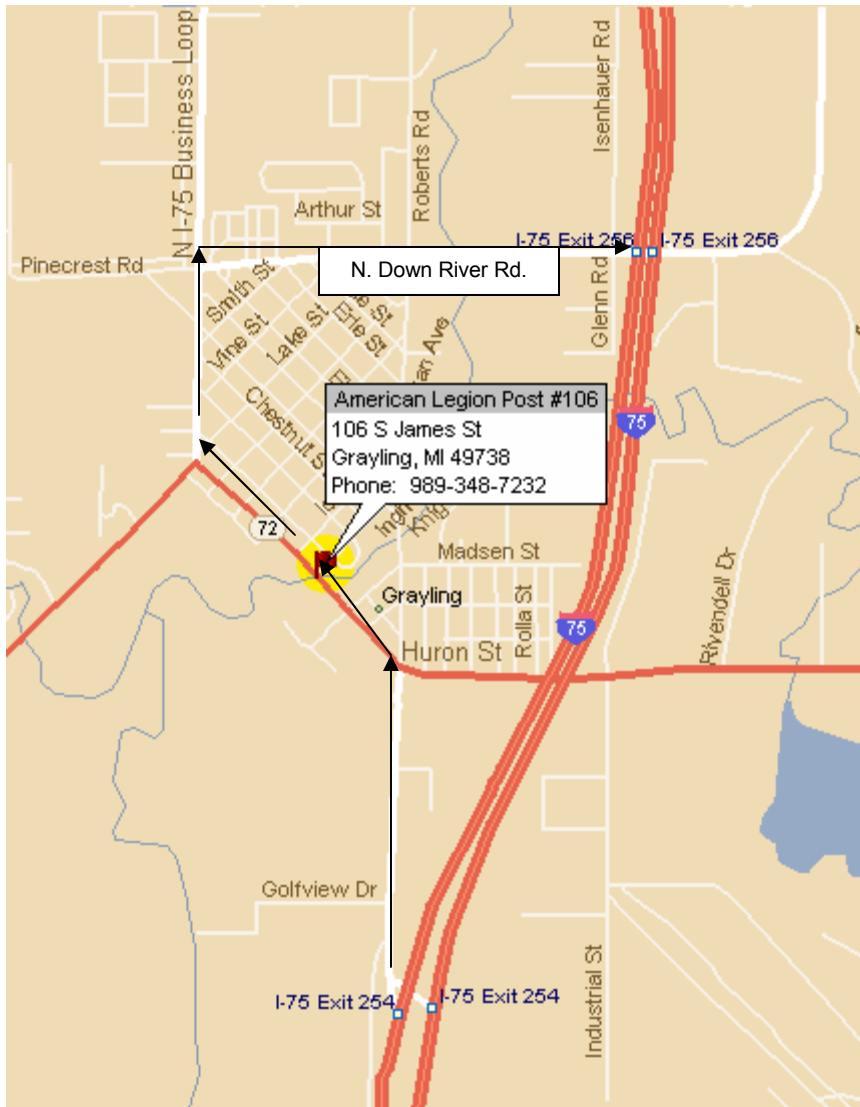 N I-75 Business Loop
Isenhauer Rd
Roberts Rd
Arthur St
I-75 Exit 256
I-75 Exit 256
Pinecrest Rd
N. Down River Rd.
Smith St
Glenn Rd
Vine St
Lake St
Erle St
American Legion Post #106
106 S James St
Grayling, MI 49738
Phone: 989-348-7232
Chestnut S
72
75
Madsen St
Grayling
Rolla St
75
Rivendell Dr
Huron St
Golfview Dr
I-75 Exit 254
I-75 Exit 254
Industrial St